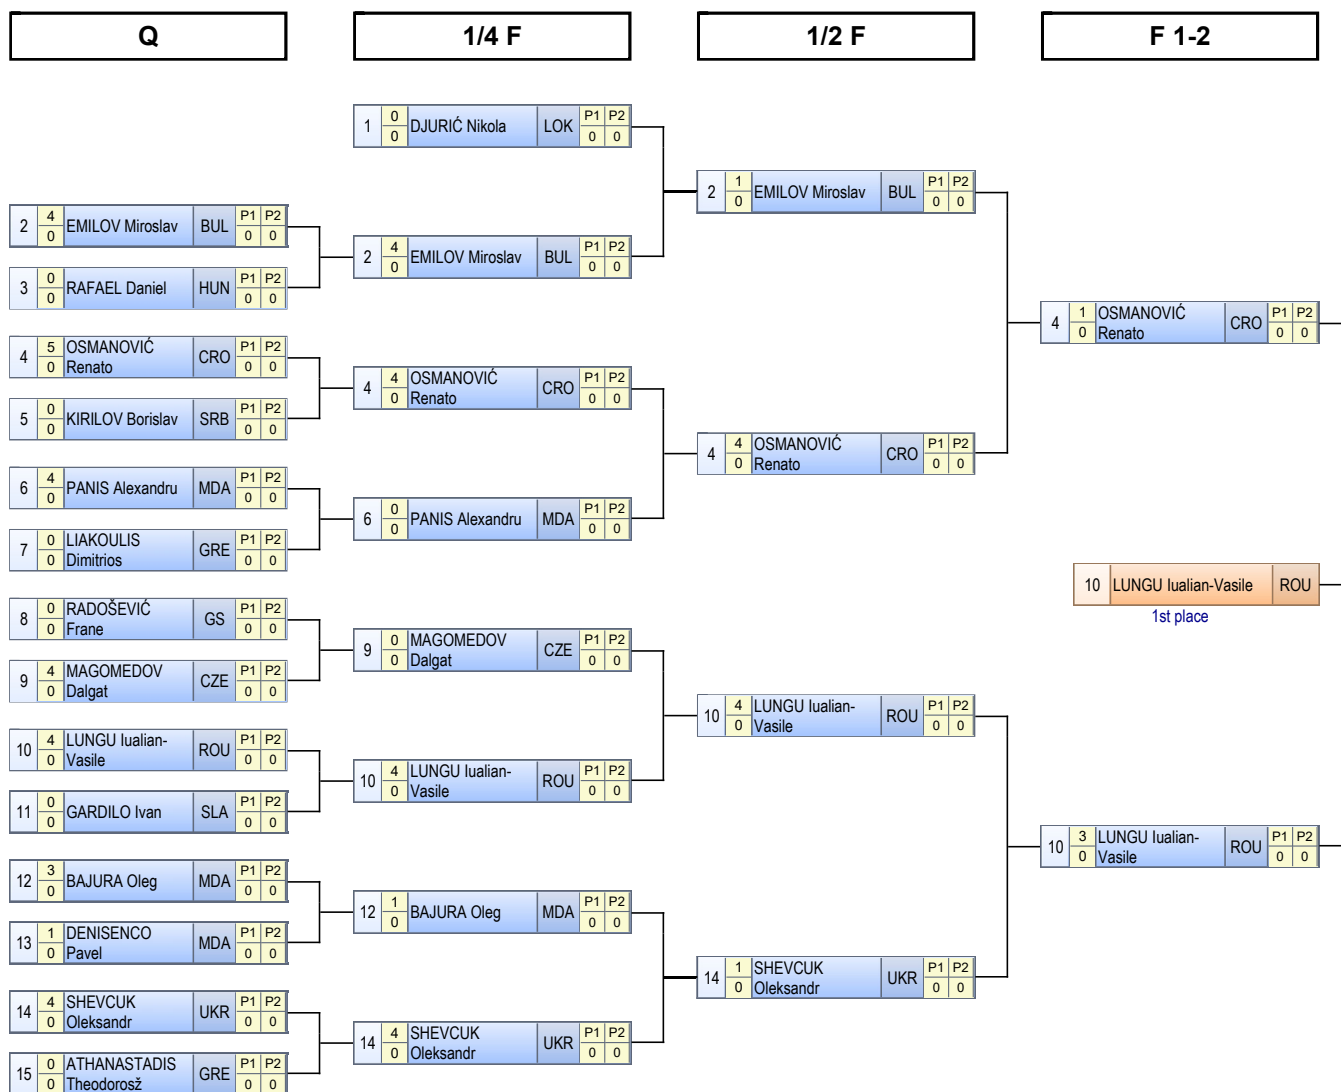 Q
1/4 F
1/2 F
F 1-2
1 0 0 DJURIĆ Nikola LOK P1 P2 0 0
2 1 0 EMILOV Miroslav BUL P1 P2 0 0
2 4 0 EMILOV Miroslav BUL P1 P2 0 0
2 4 0 EMILOV Miroslav BUL P1 P2 0 0
3 0 0 RAFAEL Daniel HUN P1 P2 0 0
4 1 0 OSMANOVIĆ
Renato CRO P1 P2 0 0
4 5 0 OSMANOVIĆ
Renato CRO P1 P2 0 0
4 4 0 OSMANOVIĆ
Renato CRO P1 P2 0 0
5 0 0 KIRILOV Borislav SRB P1 P2 0 0
4 4 0 OSMANOVIĆ
Renato CRO P1 P2 0 0
6 4 0 PANIS Alexandru MDA P1 P2 0 0
6 0 0 PANIS Alexandru MDA P1 P2 0 0
7 0 0 LIAKOULIS
Dimitrios GRE P1 P2 0 0
10 LUNGU Iualian-Vasile ROU
1st place
8 0 0 RADOŠEVIĆ
Frane GS P1 P2 0 0
9 0 0 MAGOMEDOV
Dalgat CZE P1 P2 0 0
9 4 0 MAGOMEDOV
Dalgat CZE P1 P2 0 0
10 4 0 LUNGU Iualian-
Vasile ROU P1 P2 0 0
10 4 0 LUNGU Iualian-
Vasile ROU P1 P2 0 0
10 4 0 LUNGU Iualian-
Vasile ROU P1 P2 0 0
11 0 0 GARDILO Ivan SLA P1 P2 0 0
10 3 0 LUNGU Iualian-
Vasile ROU P1 P2 0 0
12 3 0 BAJURA Oleg MDA P1 P2 0 0
12 1 0 BAJURA Oleg MDA P1 P2 0 0
13 1 0 DENISENCO
Pavel MDA P1 P2 0 0
14 1 0 SHEVCUK
Oleksandr UKR P1 P2 0 0
14 4 0 SHEVCUK
Oleksandr UKR P1 P2 0 0
14 4 0 SHEVCUK
Oleksandr UKR P1 P2 0 0
15 0 0 ATHANASTADIS
Theodorosž GRE P1 P2 0 0